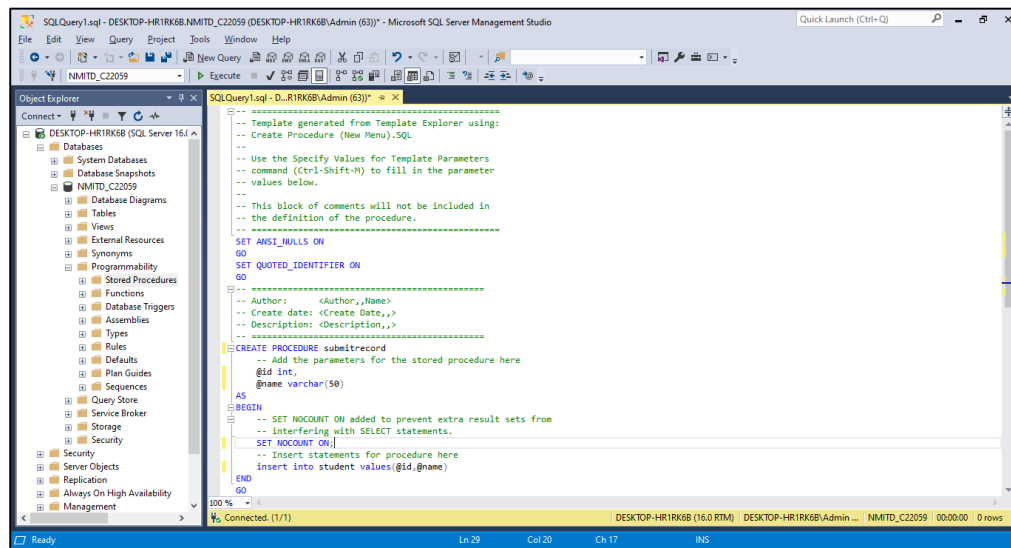 SQLQuery1.sql - DESKTOP-HR1RK6B.NMITD_C22059 (DESKTOP-HR1RK6B\Admin (63))* - Microsoft SQL Server Management Studio
Quick Launch (Ctrl+Q)
File Edit View Query Project Tools Window Help
New Query
NMITD_C22059
Execute
Object Explorer
SQLQuery1.sql - D...R1RK6B\Admin (63))*
Connect
DESKTOP-HR1RK6B (SQL Server 16.(
Databases
System Databases
Database Snapshots
NMITD_C22059
Database Diagrams
Tables
Views
External Resources
Synonyms
Programmability
Stored Procedures
Functions
Database Triggers
Assemblies
Types
Rules
Defaults
Plan Guides
Sequences
Query Store
Service Broker
Storage
Security
Security
Server Objects
Replication
Always On High Availability
Management
-- ================================================
-- Template generated from Template Explorer using:
-- Create Procedure (New Menu).SQL
--
-- Use the Specify Values for Template Parameters
-- command (Ctrl-Shift-M) to fill in the parameter
-- values below.
--
-- This block of comments will not be included in
-- the definition of the procedure.
-- ================================================
SET ANSI_NULLS ON
GO
SET QUOTED_IDENTIFIER ON
GO
-- =============================================
-- Author: <Author,,Name>
-- Create date: <Create Date,,>
-- Description: <Description,,>
-- =============================================
CREATE PROCEDURE submitrecord
-- Add the parameters for the stored procedure here
@id int,
@name varchar(50)
AS
BEGIN
-- SET NOCOUNT ON added to prevent extra result sets from
-- interfering with SELECT statements.
SET NOCOUNT ON;
-- Insert statements for procedure here
insert into student values(@id,@name)
END
GO
100 %
Connected. (1/1)
DESKTOP-HR1RK6B (16.0 RTM) DESKTOP-HR1RK6B\Admin ... NMITD_C22059 00:00:00 0 rows
Ready
Ln 29 Col 20 Ch 17 INS